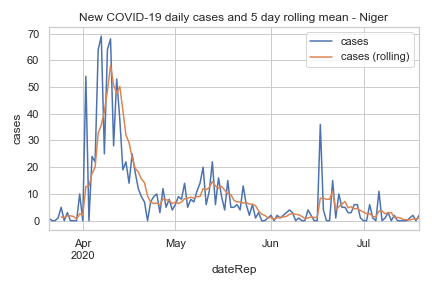 New COVID-19 daily cases and 5 day rolling mean - Niger
cases
cases (rolling)
cases
70
60
50
40
30
20
10
0
Apr
2020
May
Jun
Jul
dateRep